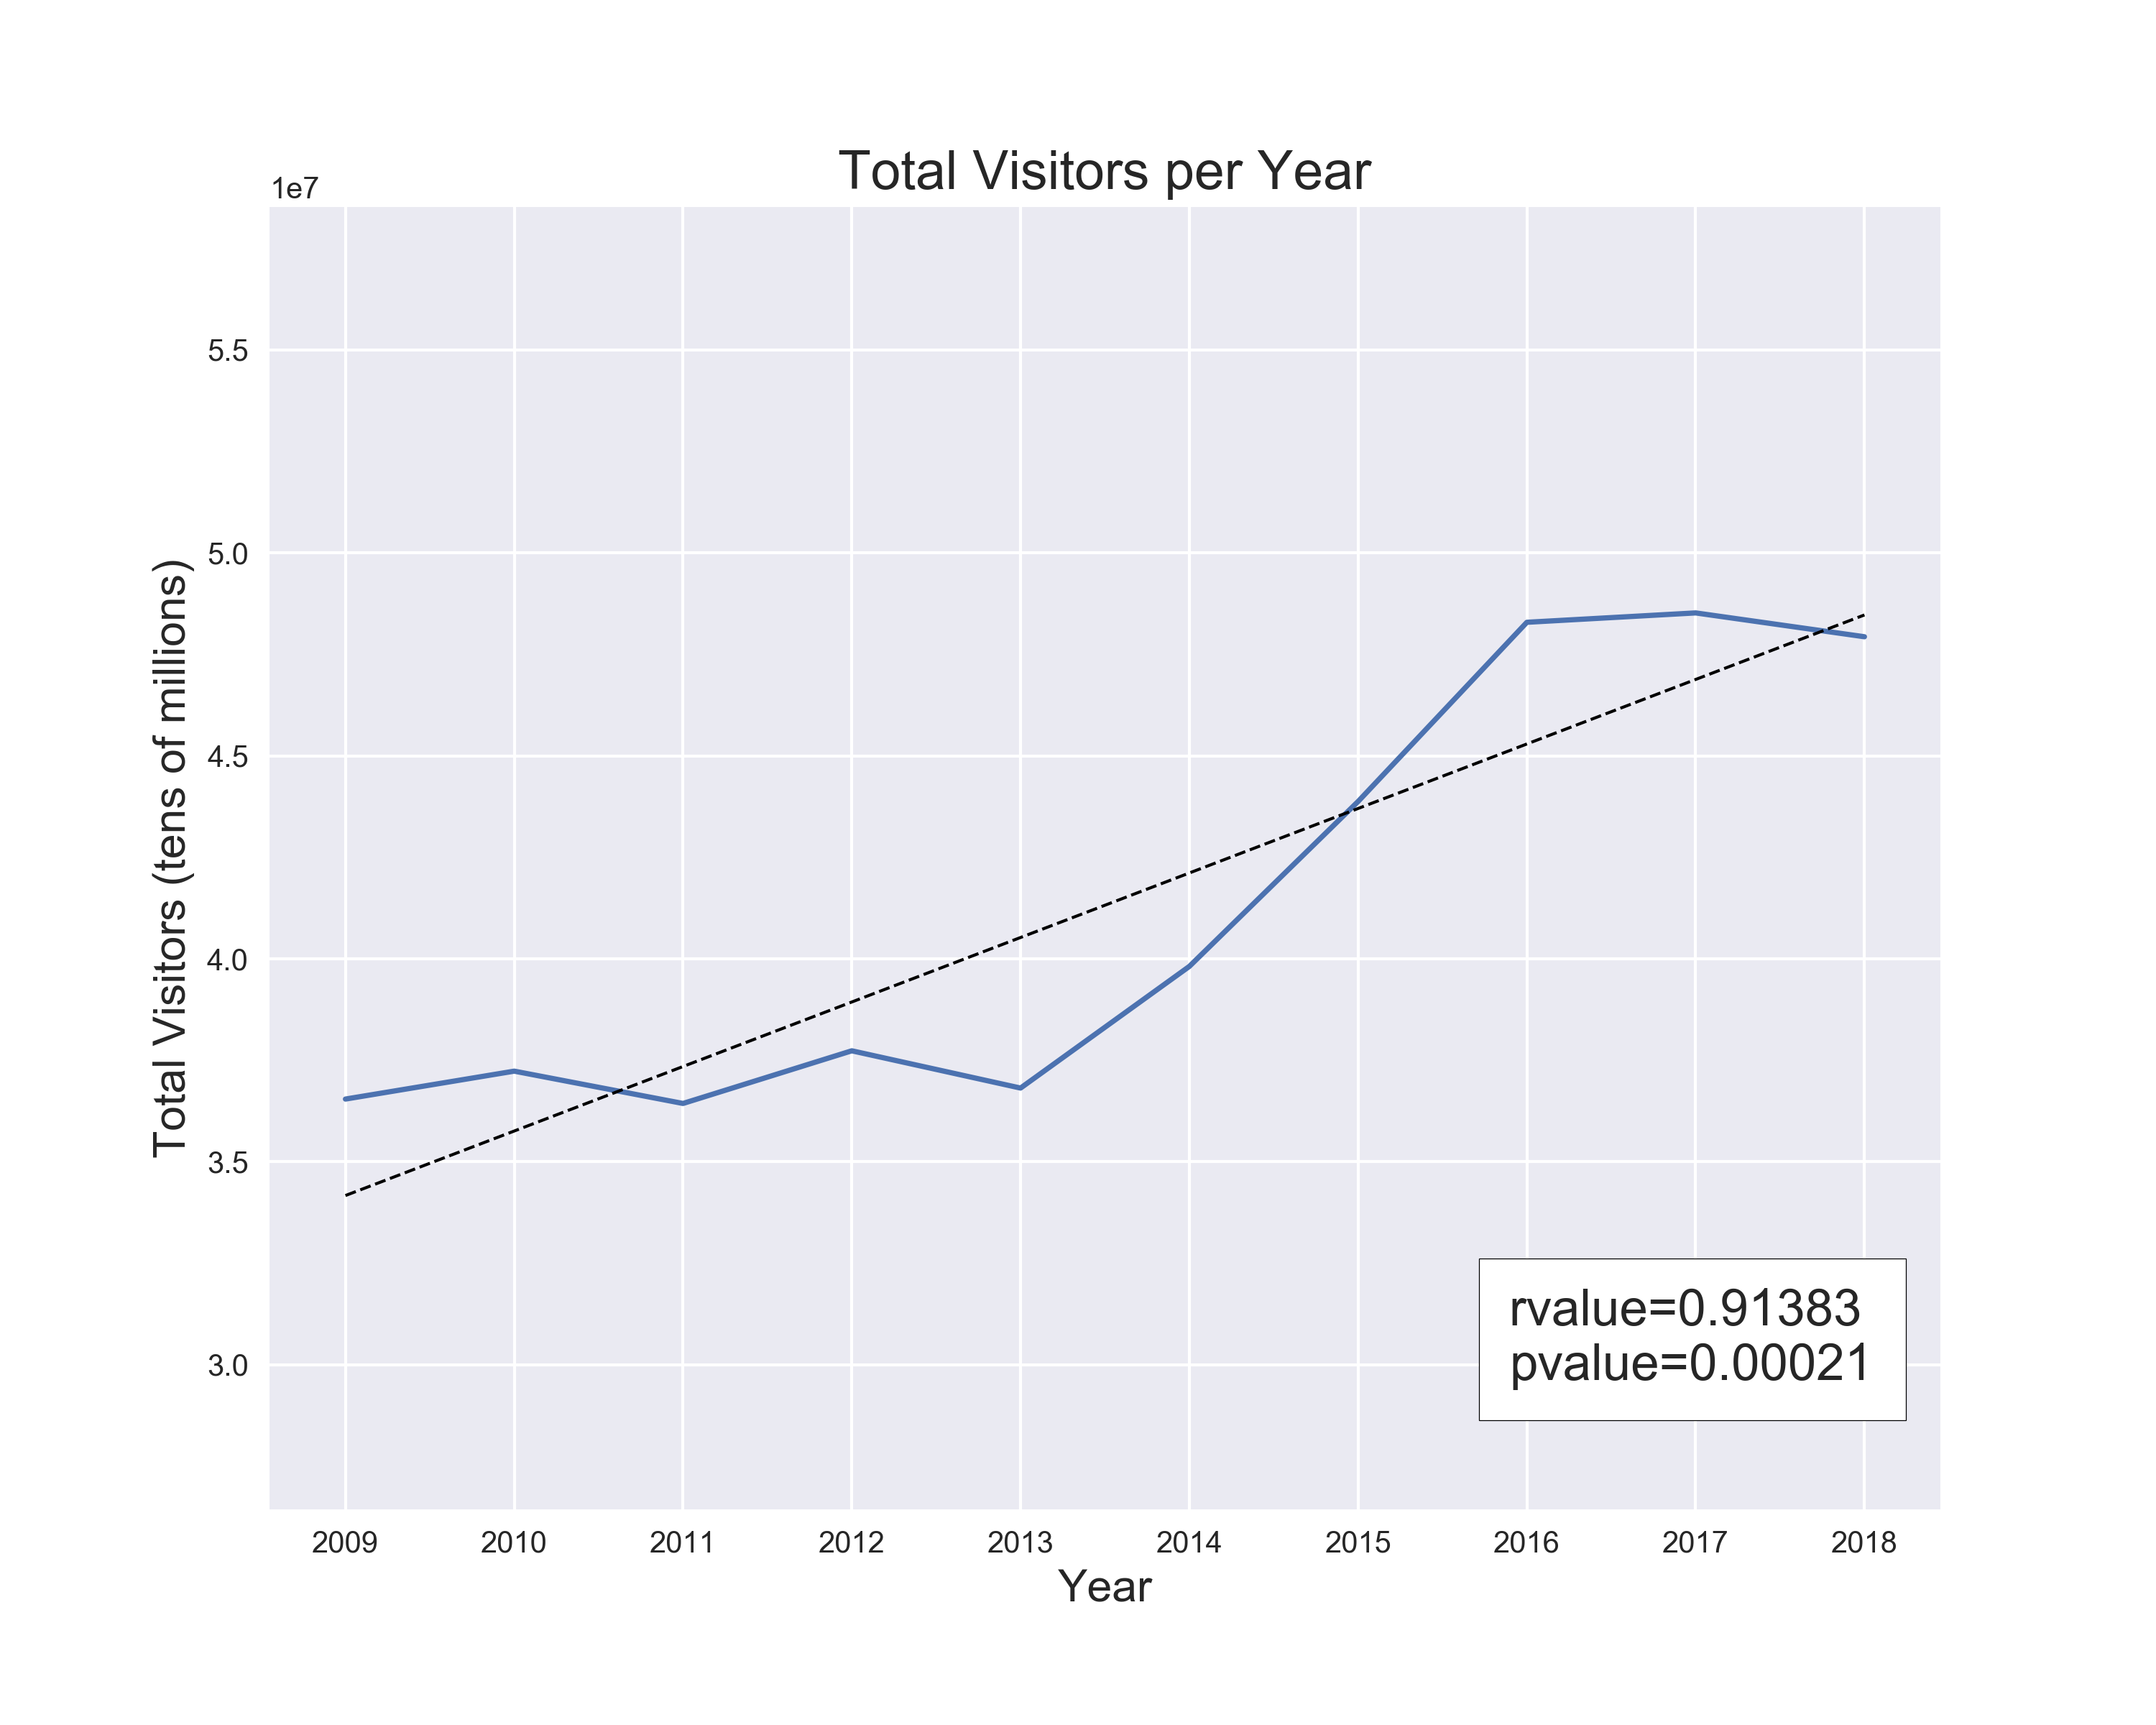 Total Visitors per Year
1e7
5.5
5.0
4.5
4.0
3.5
3.0
Total Visitors (tens of millions)
rvalue=0.91383
pvalue=0.00021
2009 2010 2011 2012 2013 2014 2015 2016 2017 2018
Year